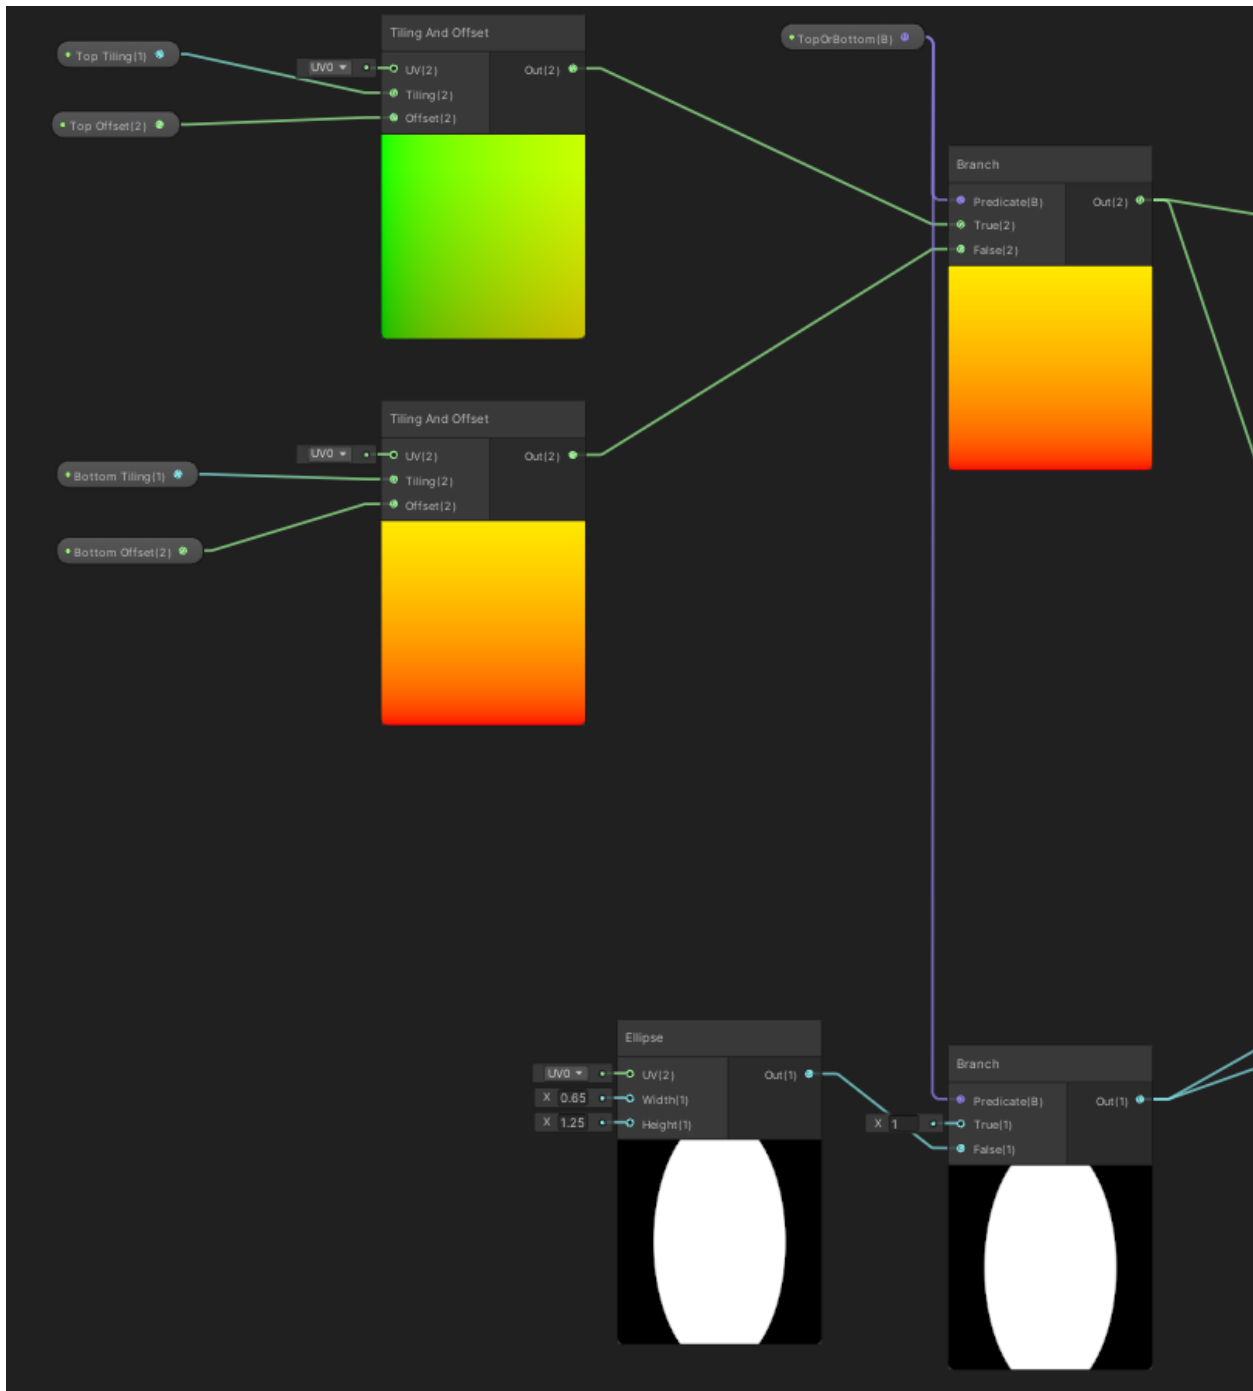 Top Tiling(1)
Top Offset(2)
Tiling And Offset
UV0
UV(2)
Tiling(2)
Offset(2)
Out(2)
TopOrBottom(B)
Branch
Predicate(B)
True(2)
False(2)
Out(2)
Bottom Tiling(1)
Bottom Offset(2)
Tiling And Offset
UV0
UV(2)
Tiling(2)
Offset(2)
Out(2)
Ellipse
UV0
UV(2)
X 0.65
Width(1)
X 1.25
Height(1)
Out(1)
Branch
Predicate(B)
X 1
True(1)
False(1)
Out(1)